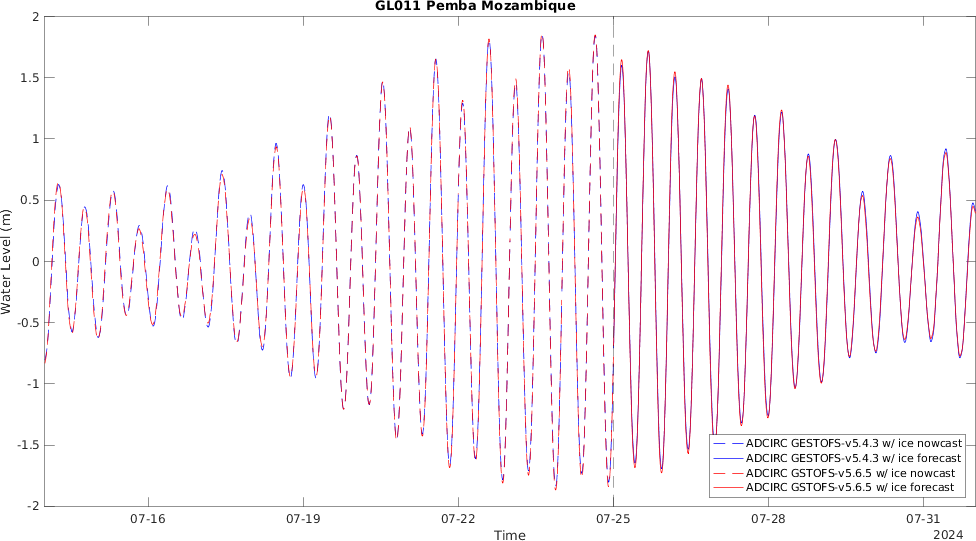 GL011 Pemba Mozambique
2
1.5
1
0.5
0
-0.5
-1
-1.5
-2
Water Level (m)
ADCIRC GESTOFS-v5.4.3 w/ ice nowcast
ADCIRC GESTOFS-v5.4.3 w/ ice forecast
ADCIRC GSTOFS-v5.6.5 w/ ice nowcast
ADCIRC GSTOFS-v5.6.5 w/ ice forecast
07-16 07-19 07-22 07-25 07-28 07-31
Time
2024